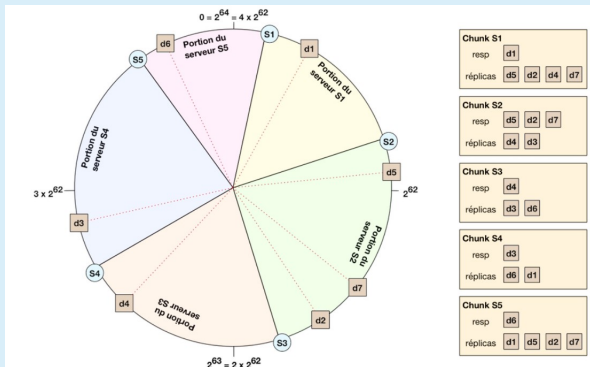 0 = 2^64 = 4 x 2^62
S1
d6
Portion du
serveur S5
d1
S5
Portion du
serveur S1
Portion du
serveur S4
S2
d5
3 x 2^62
2^62
d3
Portion du
serveur S2
S4
d7
d4
Portion du
serveur S3
d2
S3
2^63 = 2 x 2^62
Chunk S1
resp d1
réplicas d5 d2 d4 d7
Chunk S2
resp d5 d2 d7
réplicas d4 d3
Chunk S3
resp d4
réplicas d3 d6
Chunk S4
resp d3
réplicas d6 d1
Chunk S5
resp d6
réplicas d1 d5 d2 d7